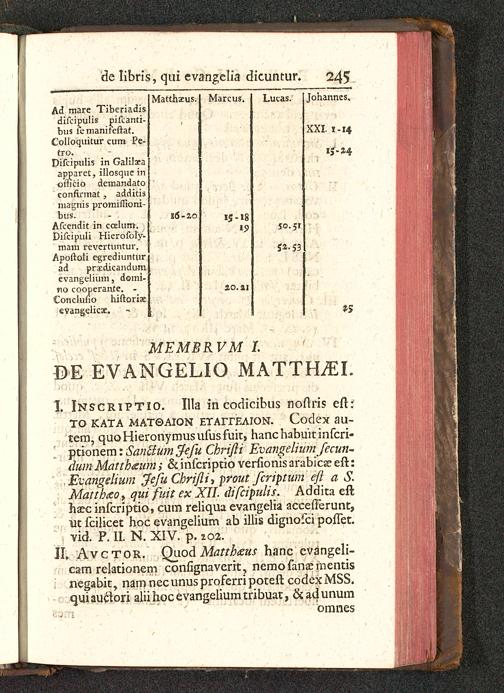 de libris, qui evangelia dicuntur. 245
Matthæus. Marcus. Lucas. Johannes.
Ad mare Tiberiadis
diſcipulis piſcanti-
bus ſe manifeſtat. XXI. 1-14
Colloquitur cum Pe-
tro. 15-24
Diſcipulis in Galilæa
apparet, illosque in
officio demandato
confirmat, additis
magnis promiſſioni-
bus. - 16-20 15-18
Aſcendit in cœlum. 19 50. 51
Diſcipuli Hieroſoly-
mam revertuntur. 52. 53
Apoſtoli egrediuntur
ad prædicandum
evangelium, domi-
no cooperante. - 20. 21
Concluſio hiſtoriæ
evangelicæ. - 25
MEMBRVM I.
DE EVANGELIO MATTHÆI.
I. INSCRIPTIO. Illa in codicibus noſtris eſt:
ΤΟ ΚΑΤΑ ΜΑΤΘΑΙΟΝ ΕΥΑΓΓΕΛΙΟΝ. Codex au-
tem, quo Hieronymus uſus fuit, hanc habuit inſcri-
ptionem: Sanctum Jeſu Chriſti Evangelium ſecun-
dum Matthæum; & inſcriptio verſionis arabicæ eſt:
Evangelium Jeſu Chriſti, prout ſcriptum eſt a S.
Matthæo, qui fuit ex XII. diſcipulis. Addita eſt
hæc inſcriptio, cum reliqua evangelia acceſſerunt,
ut ſcilicet hoc evangelium ab illis dignoſci poſſet.
vid. P. II. N. XIV. p. 202.
II. AVCTOR. Quod Matthæus hanc evangeli-
cam relationem conſignaverit, nemo ſanæ mentis
negabit, nam nec unus proferri poteſt codex MSS.
qui auctori alii hoc evangelium tribuat, & ad unum
omnes